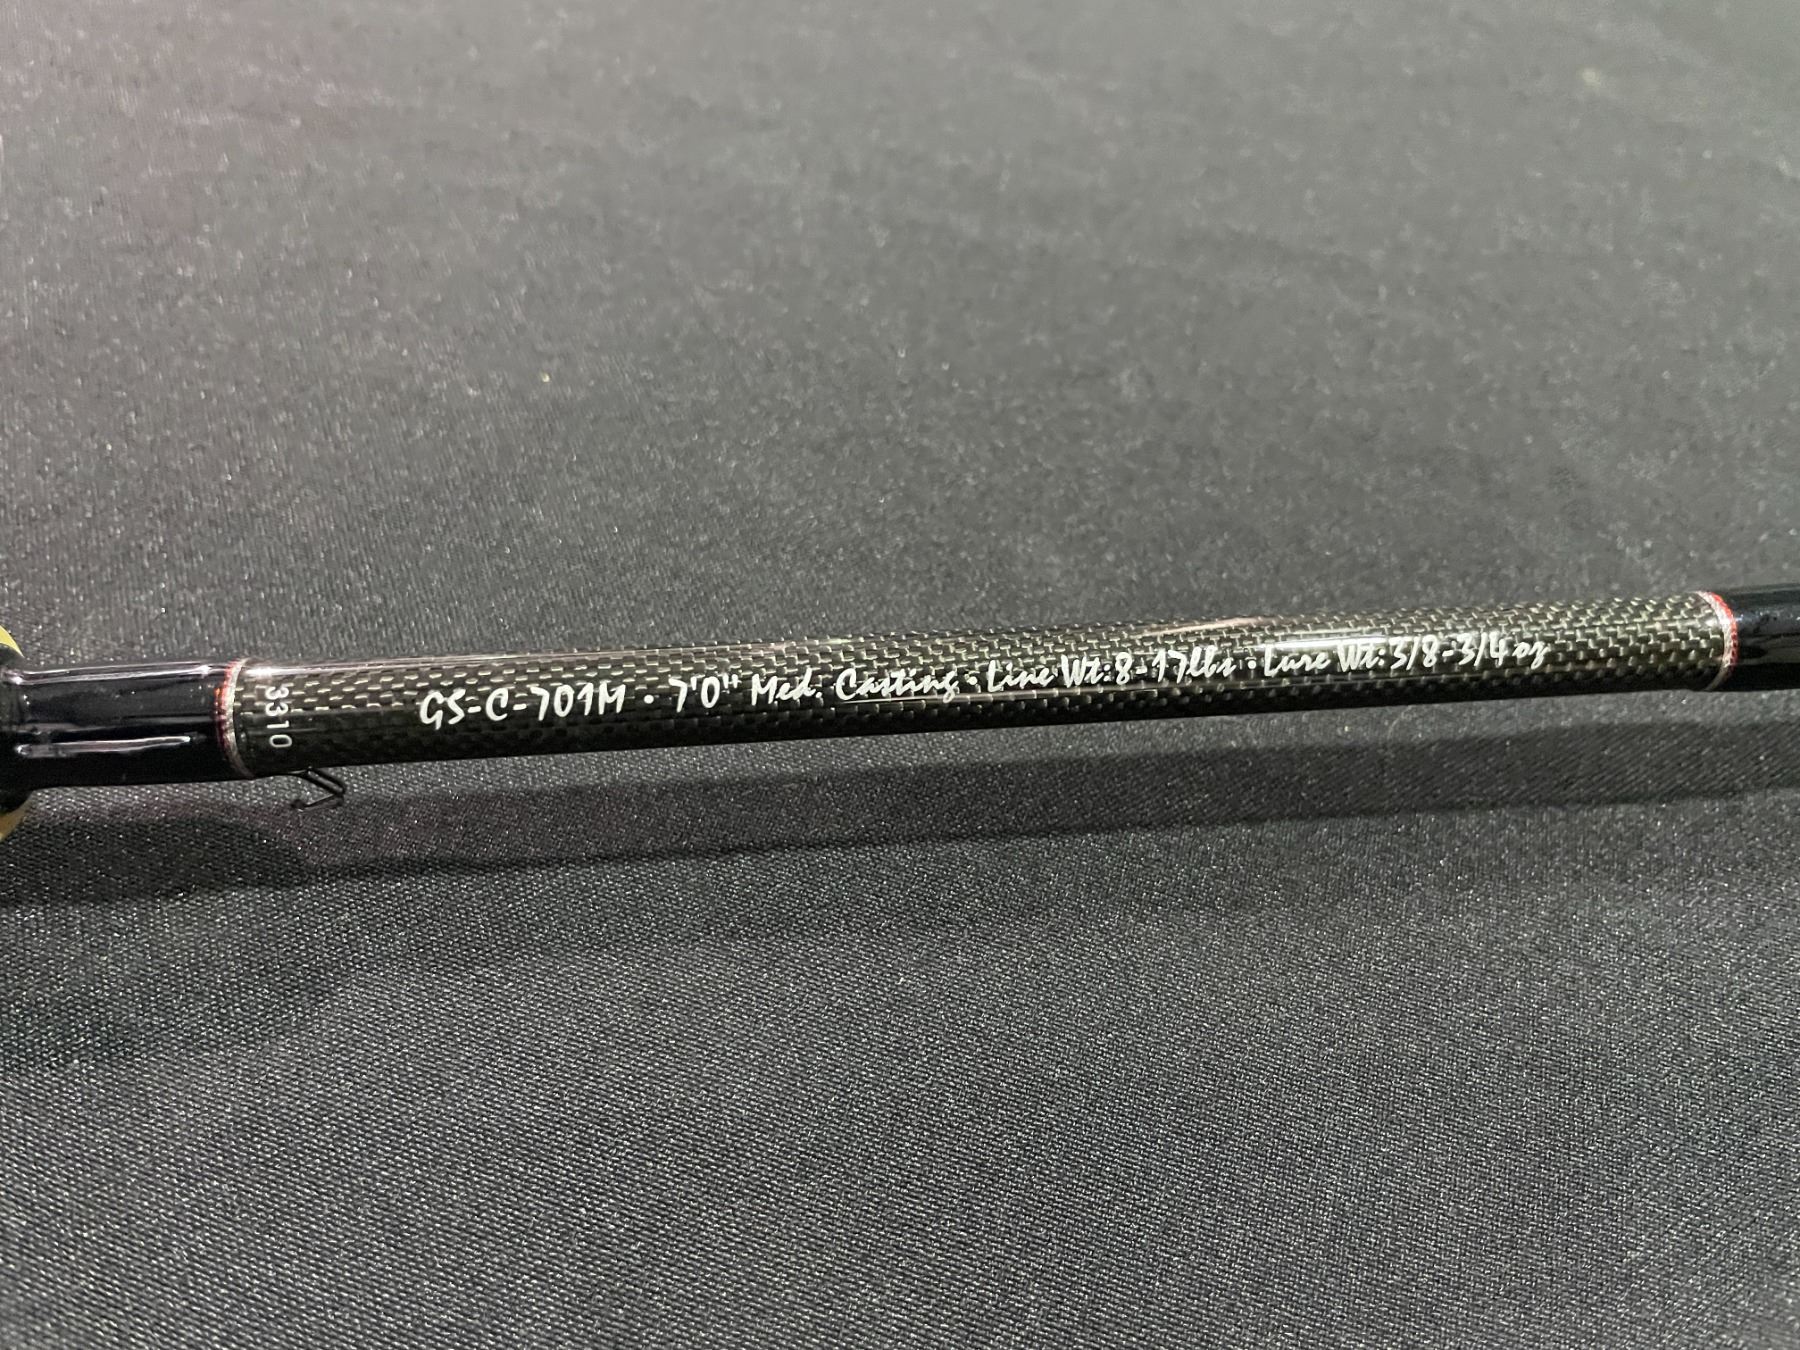 3310
GS-C-701M · 7'0" Med. Casting · Line Wt: 8-17lbs · Lure Wt: 3/8-3/4 oz